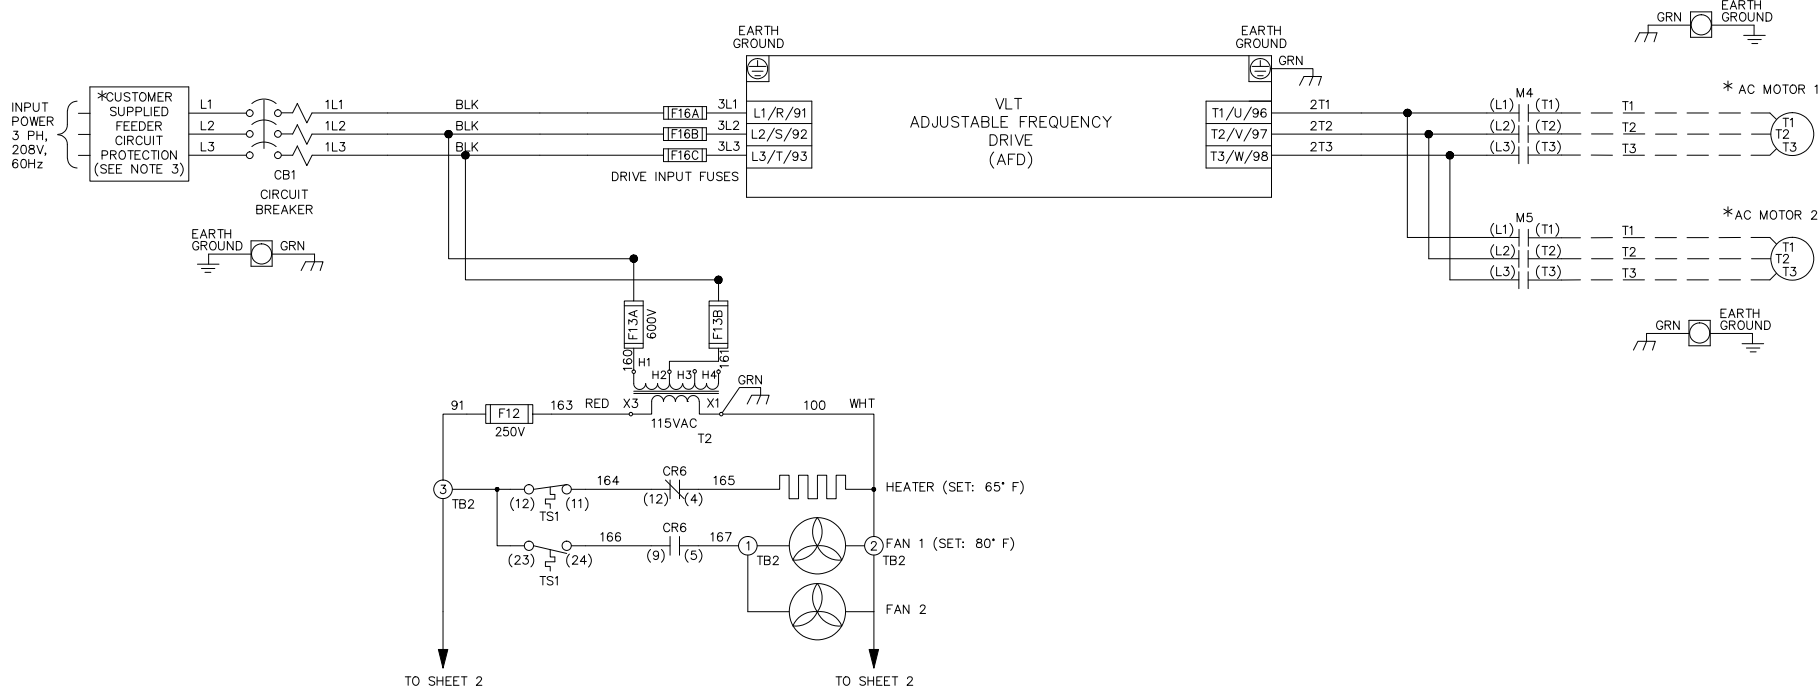 INPUT
POWER
3 PH,
208V,
60Hz
*CUSTOMER
SUPPLIED
FEEDER
CIRCUIT
PROTECTION
(SEE NOTE 3)
L1
L2
L3
CB1
CIRCUIT
BREAKER
1L1
1L2
1L3
BLK
BLK
BLK
F16A
F16B
F16C
DRIVE INPUT FUSES
3L1
3L2
3L3
EARTH
GROUND
L1/R/91
L2/S/92
L3/T/93
VLT
ADJUSTABLE FREQUENCY
DRIVE
(AFD)
EARTH
GROUND
GRN
T1/U/96
T2/V/97
T3/W/98
2T1
2T2
2T3
M4
(L1) (T1)
(L2) (T2)
(L3) (T3)
T1
T2
T3
* AC MOTOR 1
T1
T2
T3
GRN
EARTH
GROUND
M5
(L1) (T1)
(L2) (T2)
(L3) (T3)
T1
T2
T3
*AC MOTOR 2
T1
T2
T3
GRN
EARTH
GROUND
EARTH
GROUND
GRN
F13A
600V
F13B
160
161
H1
H2
H3
H4
GRN
91
F12
250V
163
RED
X3
X1
115VAC
T2
100
WHT
3
TB2
(12)
(11)
TS1
164
CR6
(12)
(4)
165
HEATER (SET: 65° F)
(23)
(24)
TS1
166
CR6
(9)
(5)
167
1
TB2
2
TB2
FAN 1 (SET: 80° F)
FAN 2
TO SHEET 2
TO SHEET 2